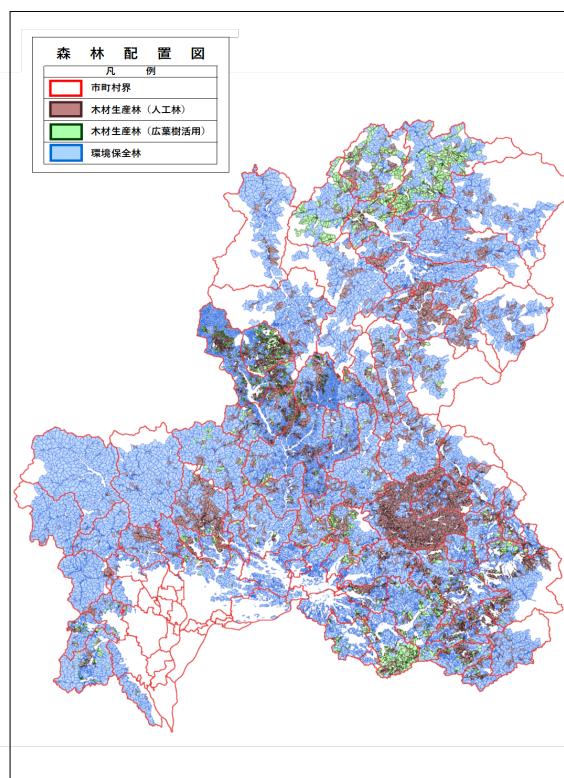 森林配置図
凡例
市町村界
木材生産林（人工林）
木材生産林（広葉樹活用）
環境保全林